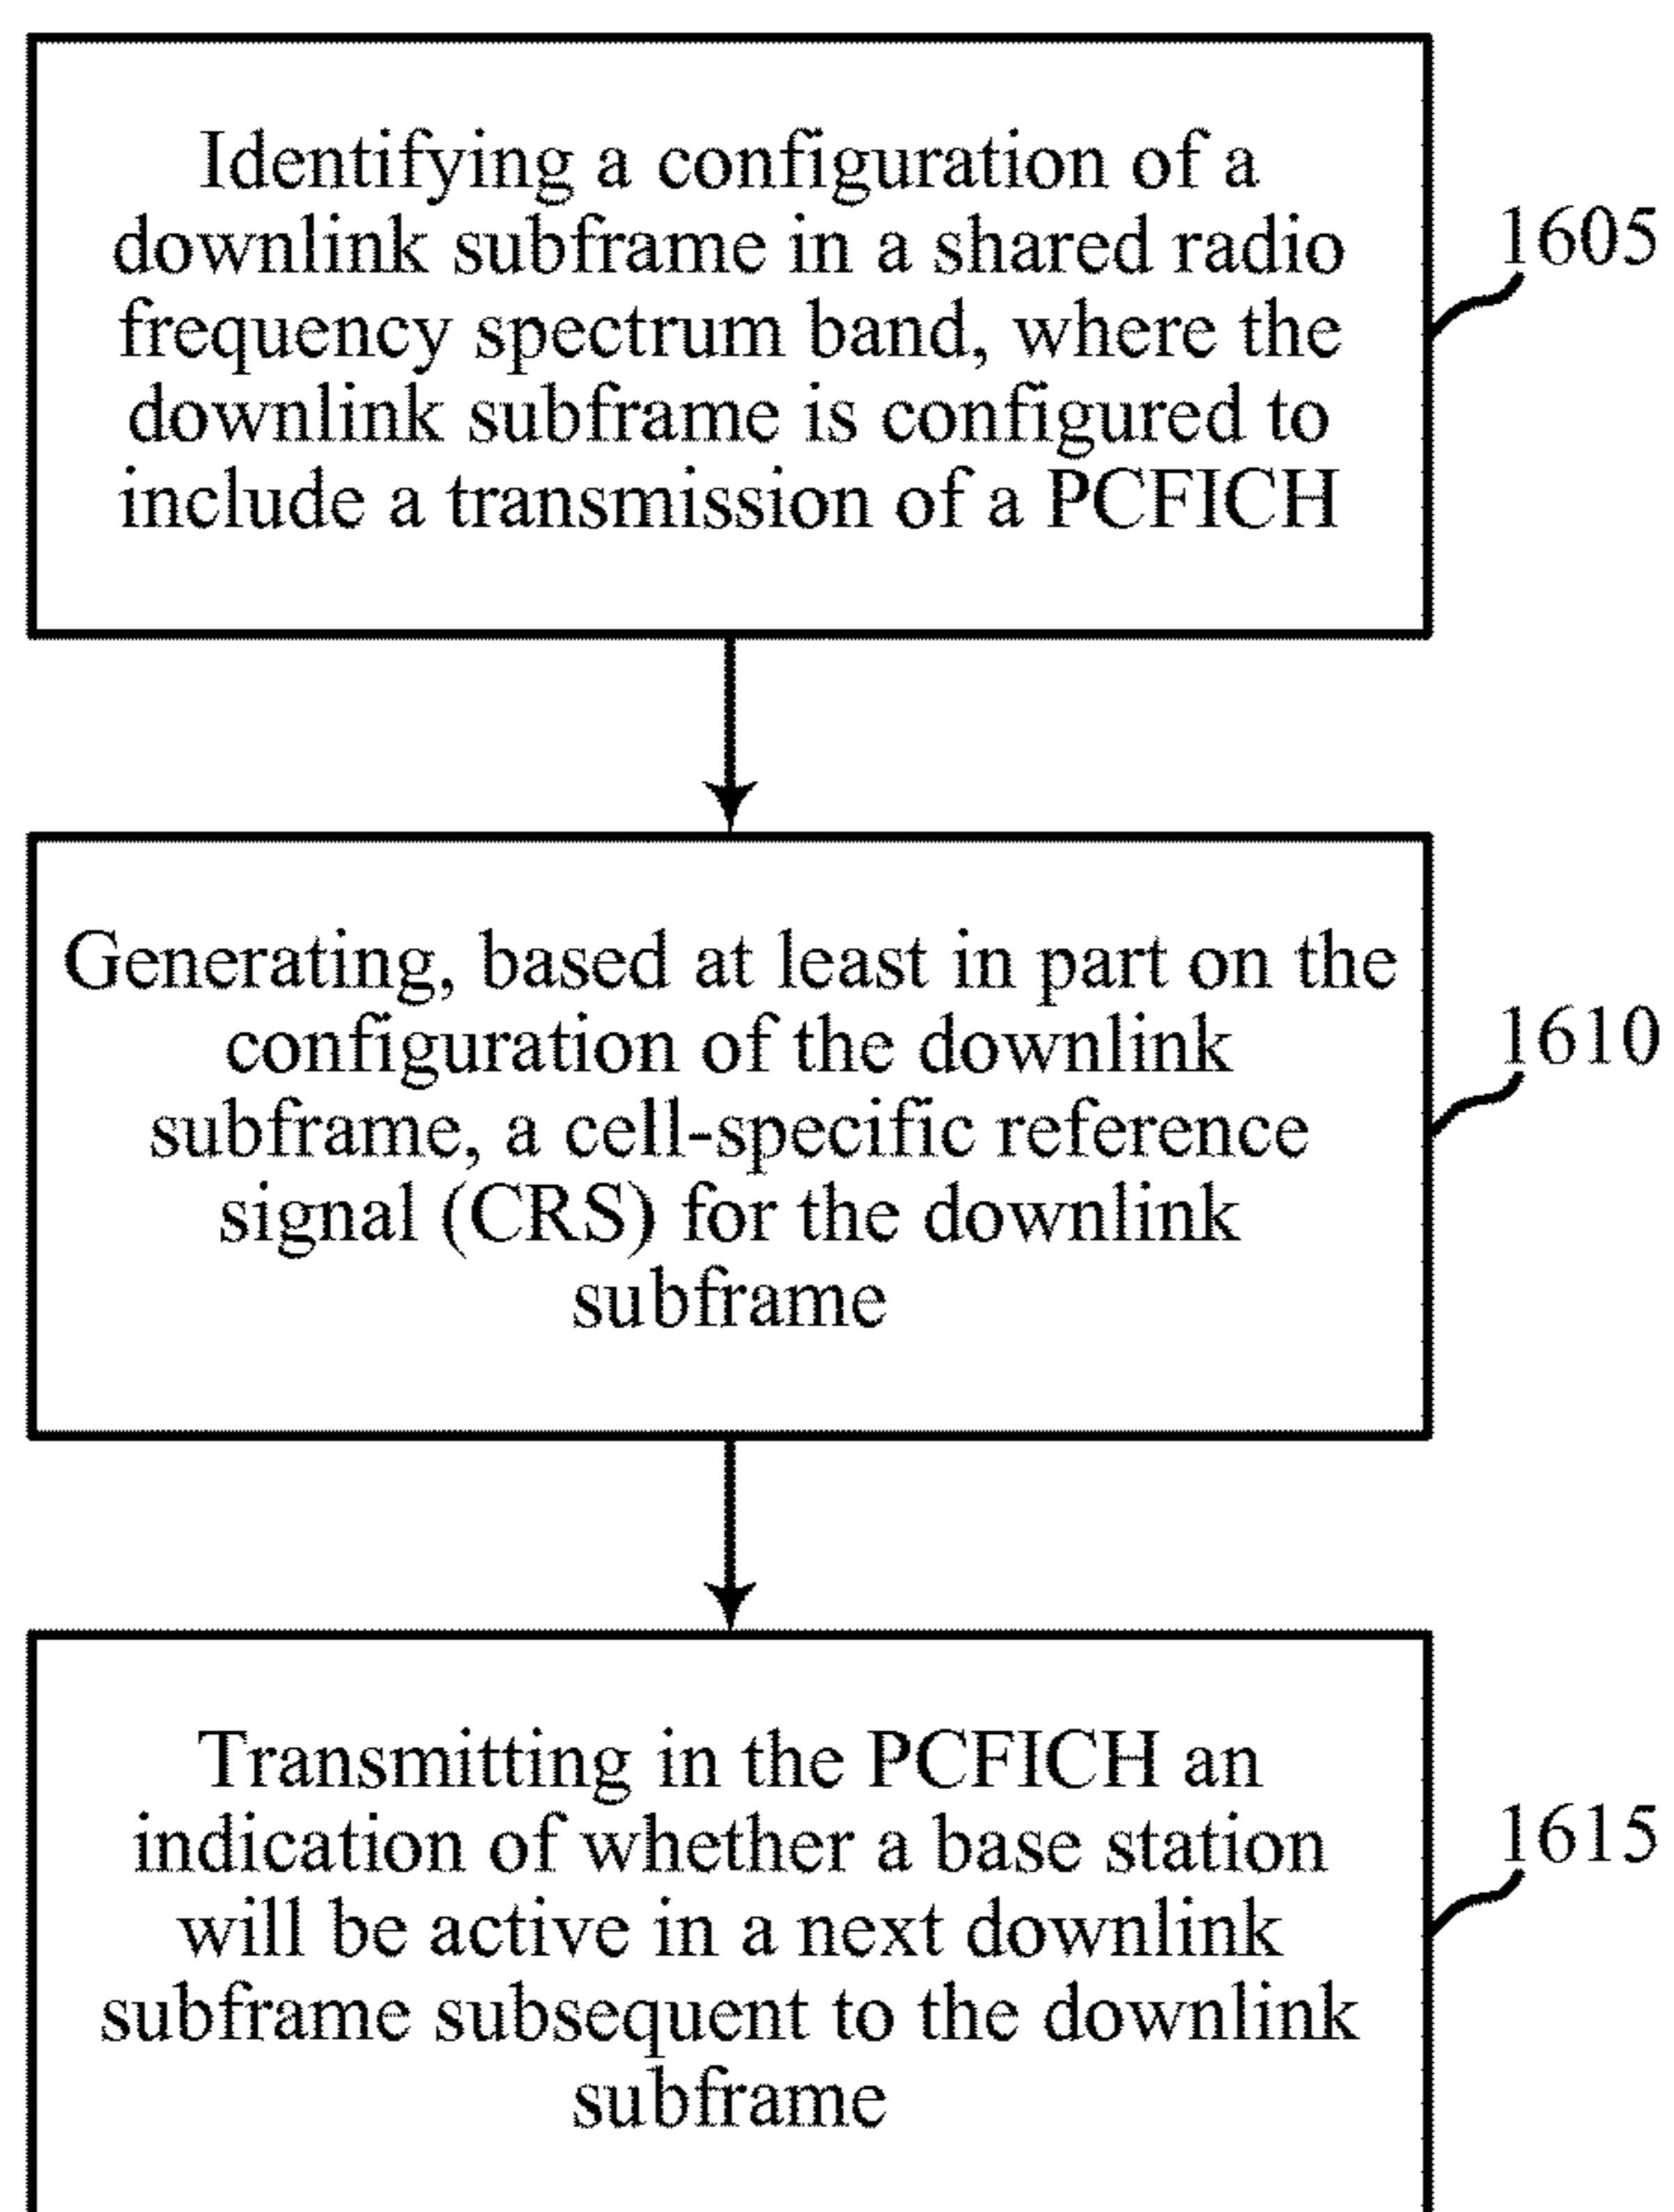 Identifying a configuration of a
downlink subframe in a shared radio
frequency spectrum band, where the
downlink subframe is configured to
include a transmission of a PCFICH
1605
Generating, based at least in part on the
configuration of the downlink
subframe, a cell-specific reference
signal (CRS) for the downlink
subframe
1610
Transmitting in the PCFICH an
indication of whether a base station
will be active in a next downlink
subframe subsequent to the downlink
subframe
1615